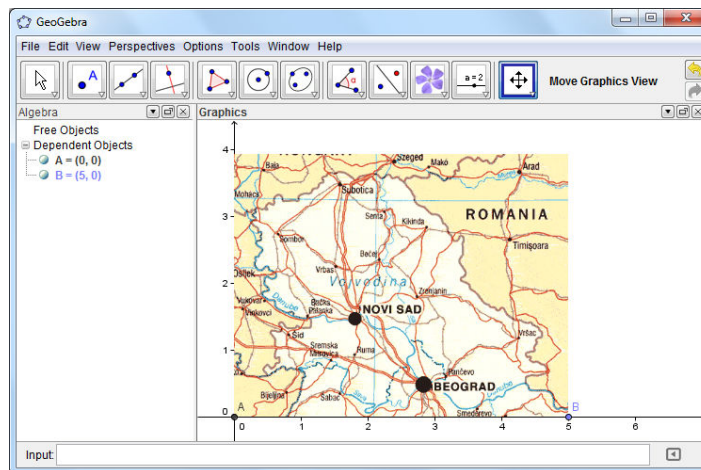 GeoGebra
File Edit View Perspectives Options Tools Window Help
A
α
a = 2
Move Graphics View
Algebra
Graphics
Free Objects
Dependent Objects
A = (0, 0)
B = (5, 0)
4
3
2
1
0
0 1 2 3 4 5 6
A
B
Baja
Szeged
Makó
Arad
Subotica
Senta
Kikinda
ROMANIA
Sombor
Timişoara
Vrbas
Bečej
Vojvodina
Zrenjanin
Vukovar
Vinkovci
Danube
Bačka
Palanka
NOVI SAD
Vršac
Šid
Sremska
Mitrovica
Ruma
Pančevo
BEOGRAD
Danube
Bijeljina
Šabac
Sava
Smederevo
Input: